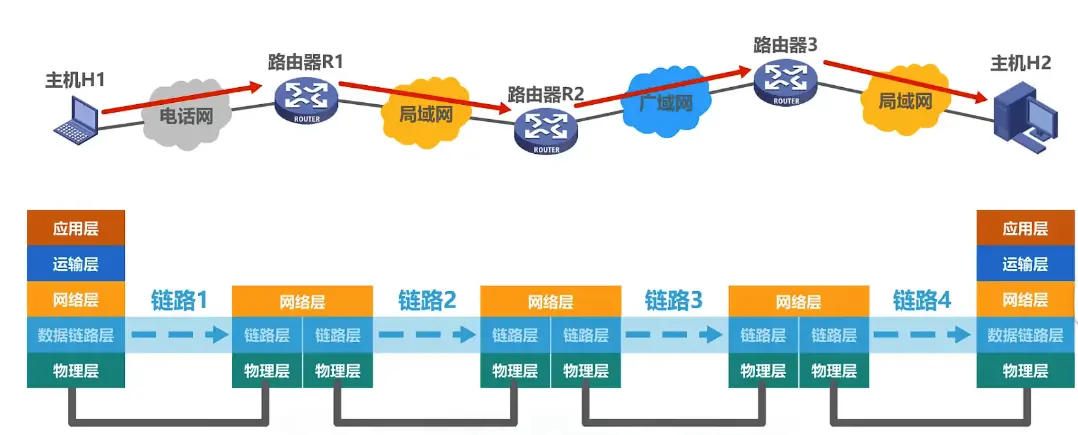 主机H1
电话网
路由器R1
ROUTER
局域网
路由器R2
ROUTER
广域网
路由器3
ROUTER
局域网
主机H2
应用层
运输层
网络层
数据链路层
物理层
链路1
网络层
链路层 链路层
物理层 物理层
链路2
网络层
链路层 链路层
物理层 物理层
链路3
网络层
链路层 链路层
物理层 物理层
链路4
应用层
运输层
网络层
数据链路层
物理层